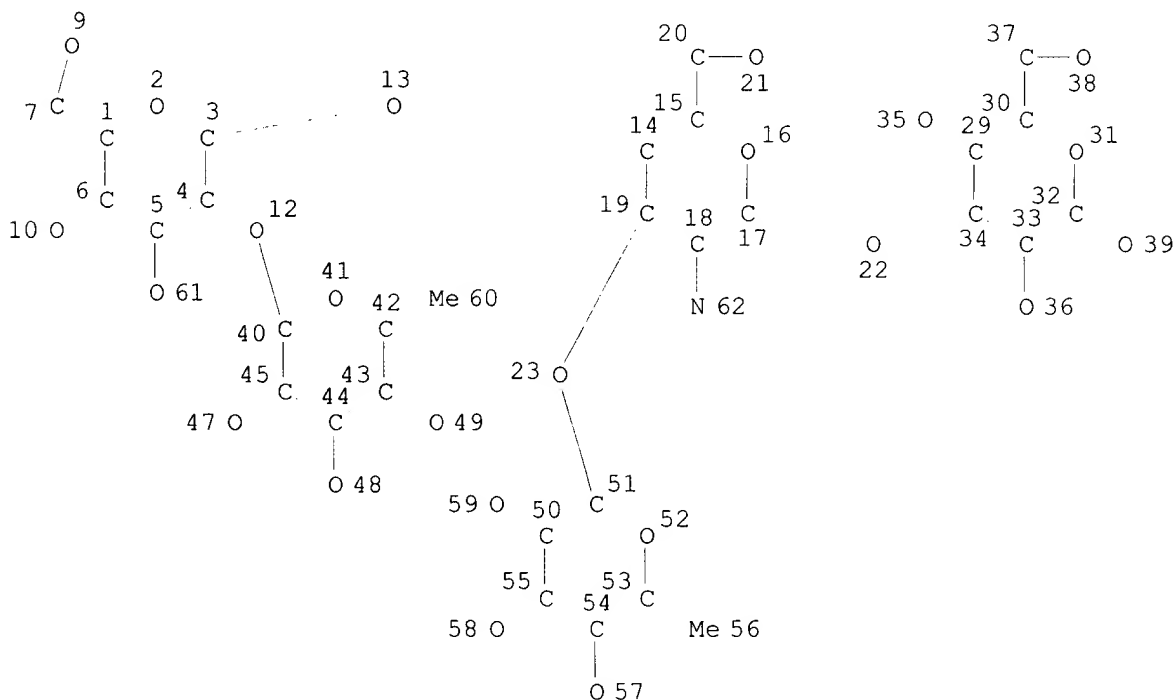 9 20 37
O C O C O
2 13 21 38
7 C 1 O 3 O 15 35 O 30
C C 14 C 16 29 C 31
C O C O
6 4 32
C 5 C 12 19 C 18 C C 33 C
10 O C O C 17 O 34 C O 39
41 22
O 61 O 42 Me 60 N 62 O 36
40 C C
45 43 23 O
C 44 C
47 O C O 49
51
O 48 59 O 50 C 52
C O
55 53
C 54 C
58 O C Me 56
O 57